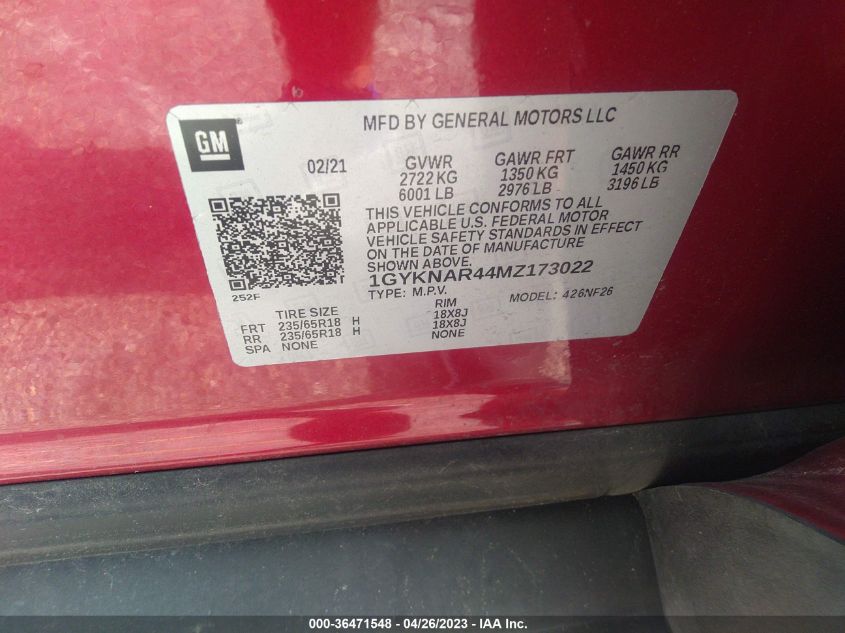 MFD BY GENERAL MOTORS LLC
GM
02/21 GVWR GAWR FRT GAWR RR
2722 KG 1350 KG 1450 KG
6001 LB 2976 LB 3196 LB
THIS VEHICLE CONFORMS TO ALL
APPLICABLE U.S. FEDERAL MOTOR
VEHICLE SAFETY STANDARDS IN EFFECT
ON THE DATE OF MANUFACTURE
SHOWN ABOVE.
1GYKNAR44MZ173022
252F TYPE: M.P.V. MODEL: 426NF26
TIRE SIZE RIM
FRT 235/65R18 H 18X8J
RR 235/65R18 H 18X8J
SPA NONE NONE
000-36471548 - 04/26/2023 - IAA Inc.